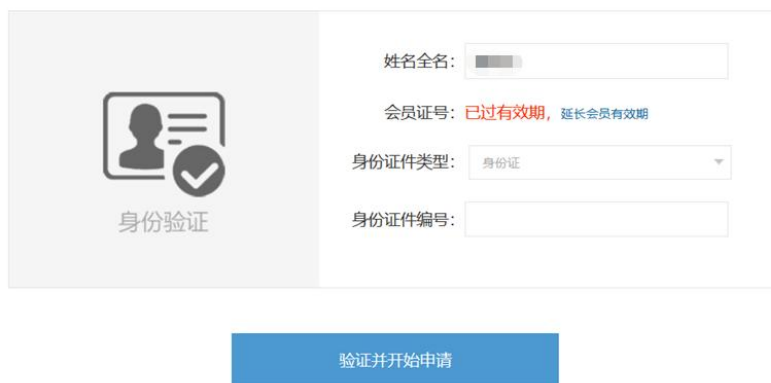 姓名全名：
会员证号：已过有效期，延长会员有效期
身份证件类型：身份证
身份证件编号：
身份验证
验证并开始申请